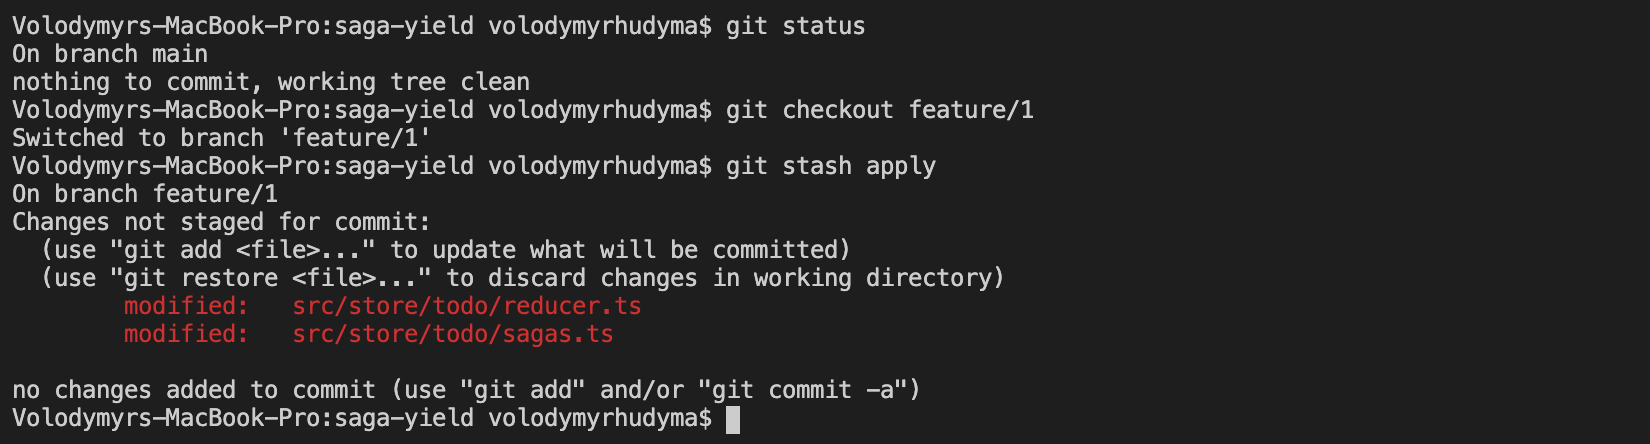 Volodymyrs-MacBook-Pro:saga-yield volodymyrhudyma$ git status
On branch main
nothing to commit, working tree clean
Volodymyrs-MacBook-Pro:saga-yield volodymyrhudyma$ git checkout feature/1
Switched to branch 'feature/1'
Volodymyrs-MacBook-Pro:saga-yield volodymyrhudyma$ git stash apply
On branch feature/1
Changes not staged for commit:
  (use "git add <file>..." to update what will be committed)
  (use "git restore <file>..." to discard changes in working directory)
        modified:   src/store/todo/reducer.ts
        modified:   src/store/todo/sagas.ts

no changes added to commit (use "git add" and/or "git commit -a")
Volodymyrs-MacBook-Pro:saga-yield volodymyrhudyma$